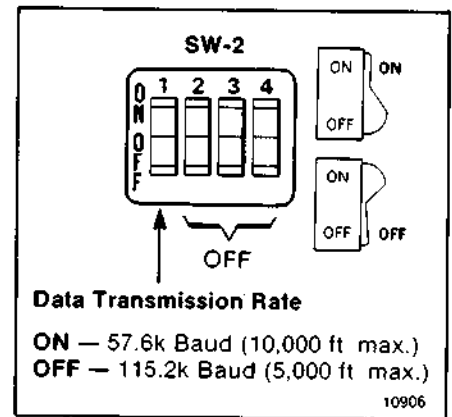 SW-2
1 2 3 4
ON
OFF
ON ON
OFF
ON
OFF OFF
OFF
Data Transmission Rate
ON — 57.6k Baud (10,000 ft max.)
OFF — 115.2k Baud (5,000 ft max.)
10906